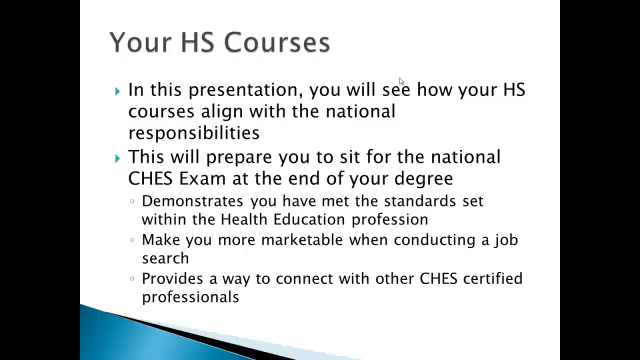 Your HS Courses
In this presentation, you will see how your HS
courses align with the national
responsibilities
This will prepare you to sit for the national
CHES Exam at the end of your degree
Demonstrates you have met the standards set
within the Health Education profession
Make you more marketable when conducting a job
search
Provides a way to connect with other CHES certified
professionals